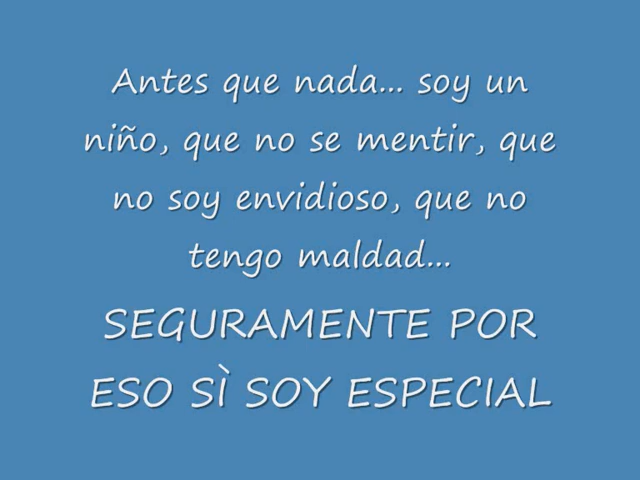 Antes que nada... soy un
niño, que no se mentir, que
no soy envidioso, que no
tengo maldad...
SEGURAMENTE POR
ESO SÌ SOY ESPECIAL